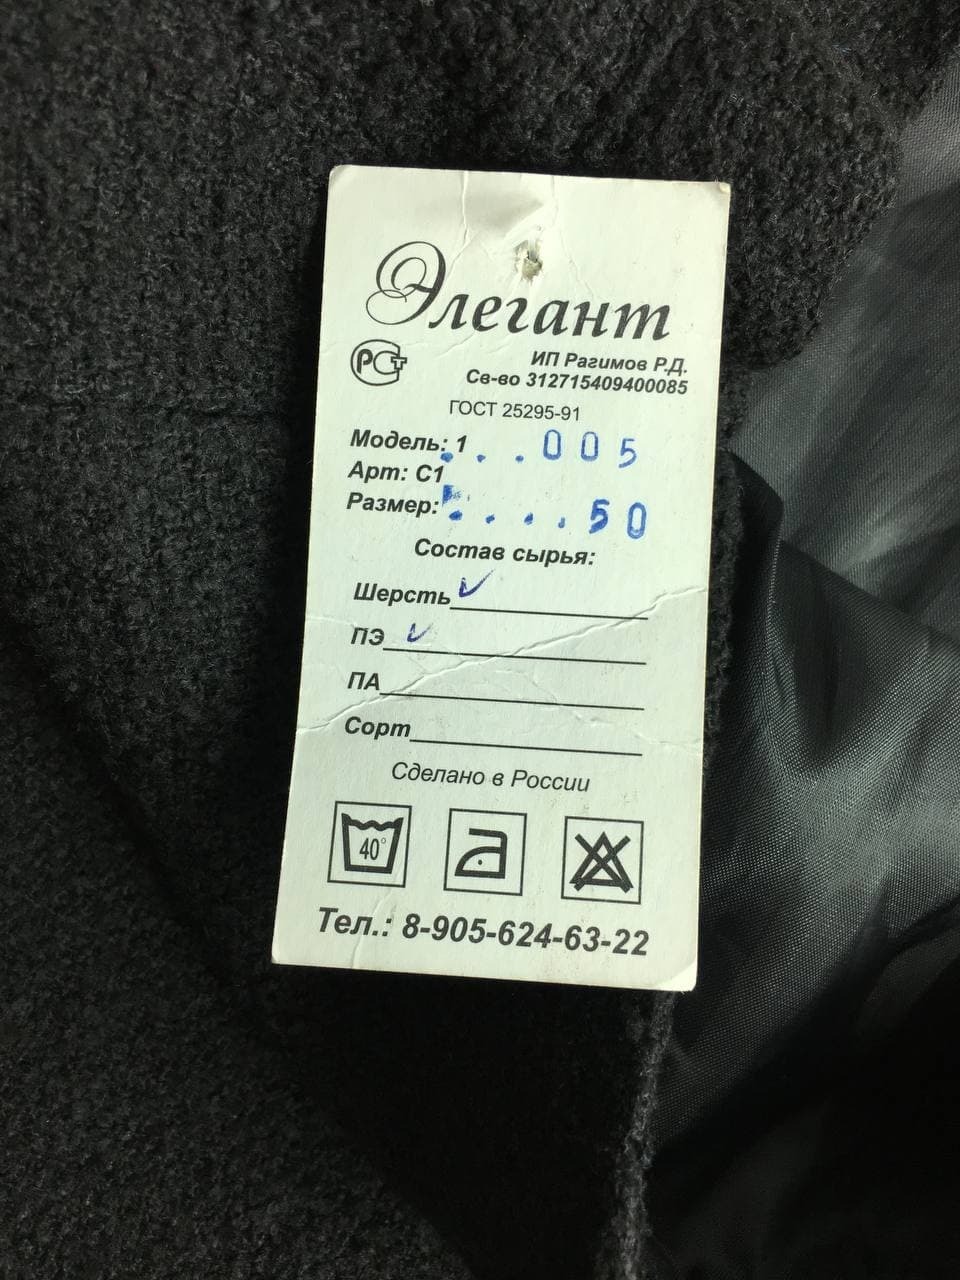 Элегант
РСТ
ИП Рагимов Р.Д.
Св-во 312715409400085
ГОСТ 25295-91
Модель: 1 ...005
Арт: С1
Размер: ....50
Состав сырья:
Шерсть ✓
ПЭ ✓
ПА
Сорт
Сделано в России
40°
Тел.: 8-905-624-63-22